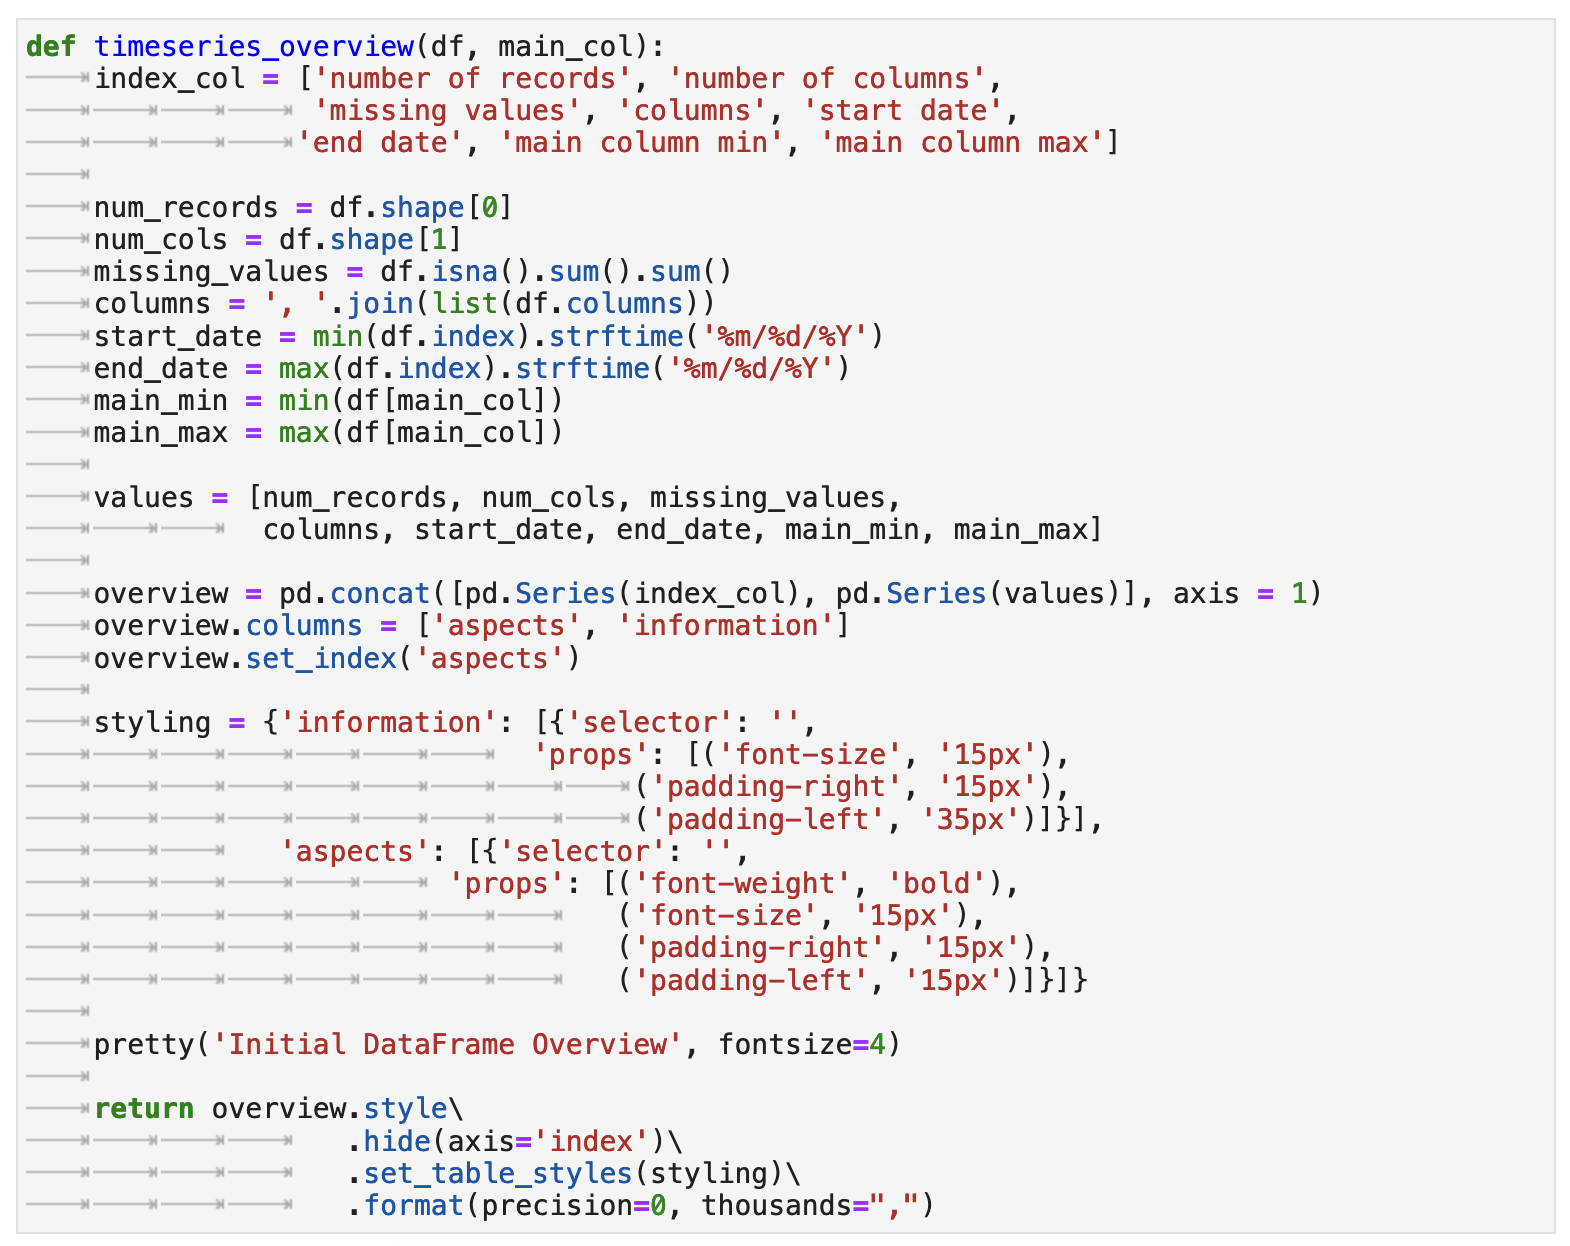 def timeseries_overview(df, main_col):
    index_col = ['number of records', 'number of columns',
                 'missing values', 'columns', 'start date',
                'end date', 'main column min', 'main column max']

    num_records = df.shape[0]
    num_cols = df.shape[1]
    missing_values = df.isna().sum().sum()
    columns = ', '.join(list(df.columns))
    start_date = min(df.index).strftime('%m/%d/%Y')
    end_date = max(df.index).strftime('%m/%d/%Y')
    main_min = min(df[main_col])
    main_max = max(df[main_col])

    values = [num_records, num_cols, missing_values,
              columns, start_date, end_date, main_min, main_max]

    overview = pd.concat([pd.Series(index_col), pd.Series(values)], axis = 1)
    overview.columns = ['aspects', 'information']
    overview.set_index('aspects')

    styling = {'information': [{'selector': '',
                              'props': [('font-size', '15px'),
                                    ('padding-right', '15px'),
                                    ('padding-left', '35px')]}],
               'aspects': [{'selector': '',
                         'props': [('font-weight', 'bold'),
                                   ('font-size', '15px'),
                                   ('padding-right', '15px'),
                                   ('padding-left', '15px')]}]}

    pretty('Initial DataFrame Overview', fontsize=4)

    return overview.style\
                   .hide(axis='index')\
                   .set_table_styles(styling)\
                   .format(precision=0, thousands=",")